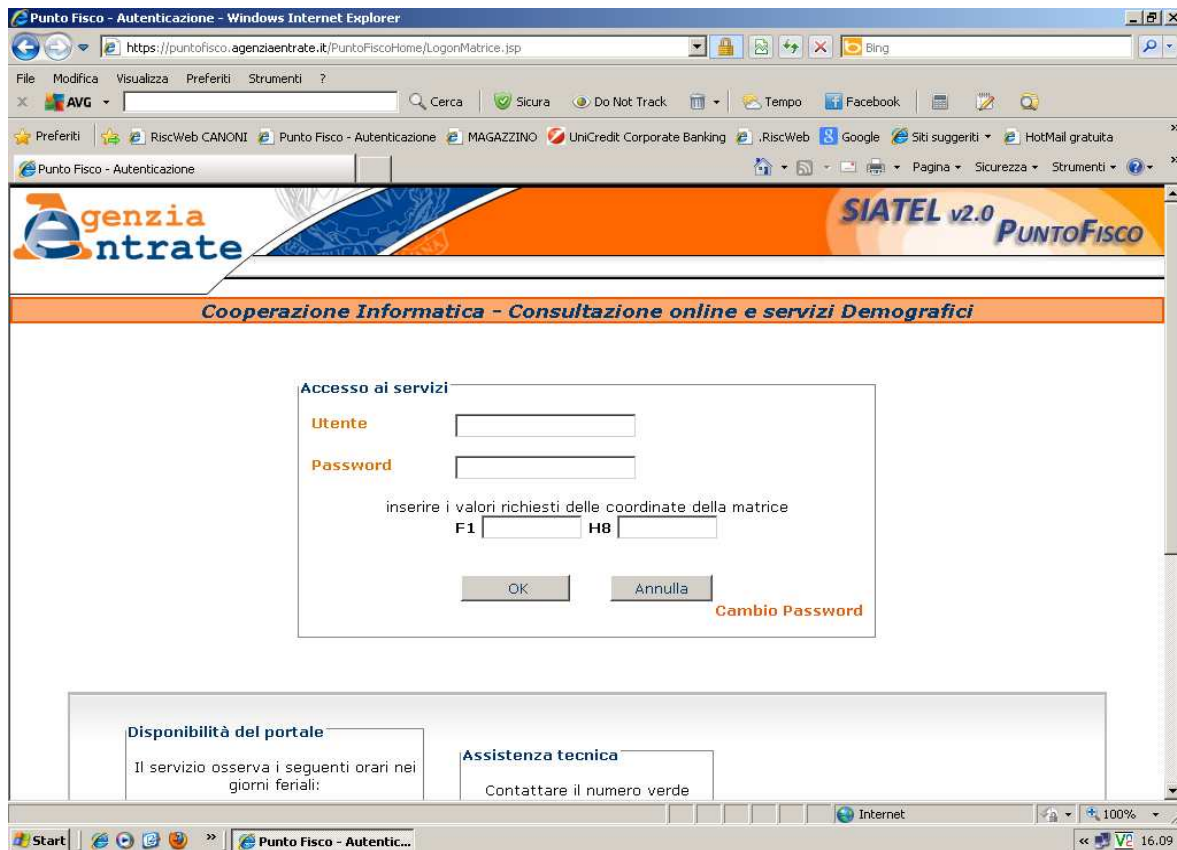 Punto Fisco - Autenticazione - Windows Internet Explorer
https://puntofisco.agenziaentrate.it/PuntoFiscoHome/LogonMatrice.jsp
Bing
File Modifica Visualizza Preferiti Strumenti ?
AVG Cerca Sicura Do Not Track Tempo Facebook
Preferiti RiscWeb CANONI Punto Fisco - Autenticazione MAGAZZINO UniCredit Corporate Banking .RiscWeb Google Siti suggeriti HotMail gratuita
Punto Fisco - Autenticazione Pagina Sicurezza Strumenti
Agenzia
Entrate
SIATEL v2.0
PUNTOFISCO
Cooperazione Informatica - Consultazione online e servizi Demografici
Accesso ai servizi
Utente
Password
inserire i valori richiesti delle coordinate della matrice
F1 H8
OK Annulla
Cambio Password
Disponibilità del portale
Il servizio osserva i seguenti orari nei
giorni feriali:
Assistenza tecnica
Contattare il numero verde
Internet 100%
Start Punto Fisco - Autentic... 16.09